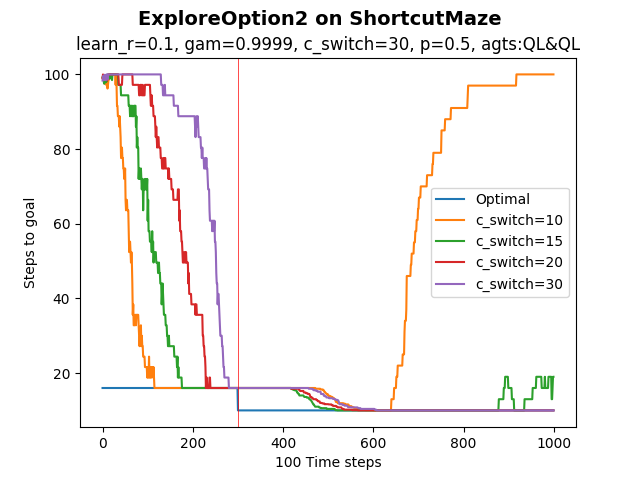 ExploreOption2 on ShortcutMaze
learn_r=0.1, gam=0.9999, c_switch=30, p=0.5, agts:QL&QL
100
80
60
40
20
Steps to goal
Optimal
c_switch=10
c_switch=15
c_switch=20
c_switch=30
0 200 400 600 800 1000
100 Time steps